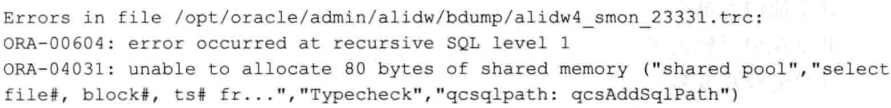 Errors in file /opt/oracle/admin/alidw/bdump/alidw4_smon_23331.trc:
ORA-00604: error occurred at recursive SQL level 1
ORA-04031: unable to allocate 80 bytes of shared memory ("shared pool","select
file#, block#, ts# fr...","Typecheck","qcsqlpath: qcsAddSqlPath")